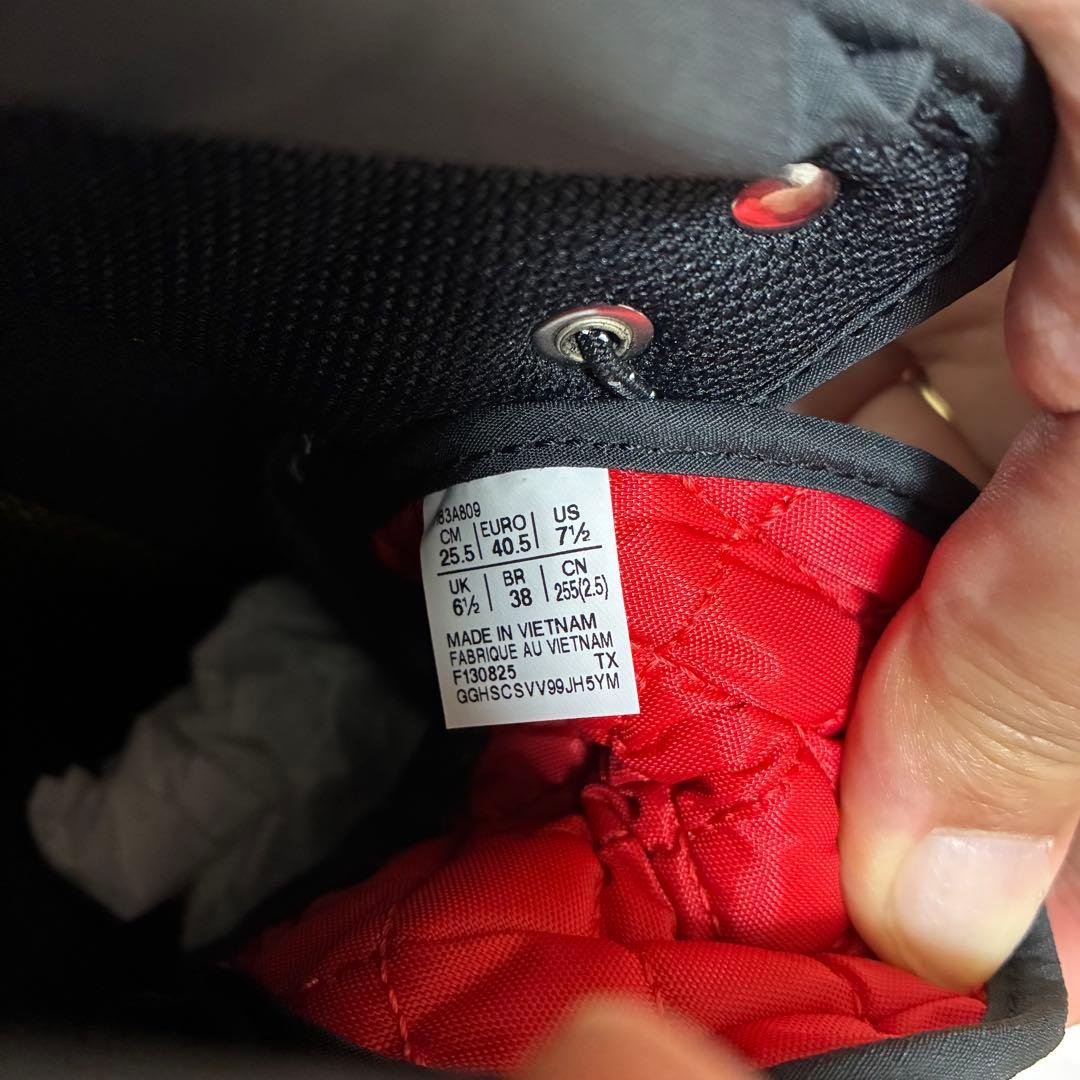 183A809
CM EURO US
25.5 40.5 7½
UK BR CN
6½ 38 255(2.5)
MADE IN VIETNAM
FABRIQUE AU VIETNAM
F130825 TX
GGHSCSVV99JH5YM